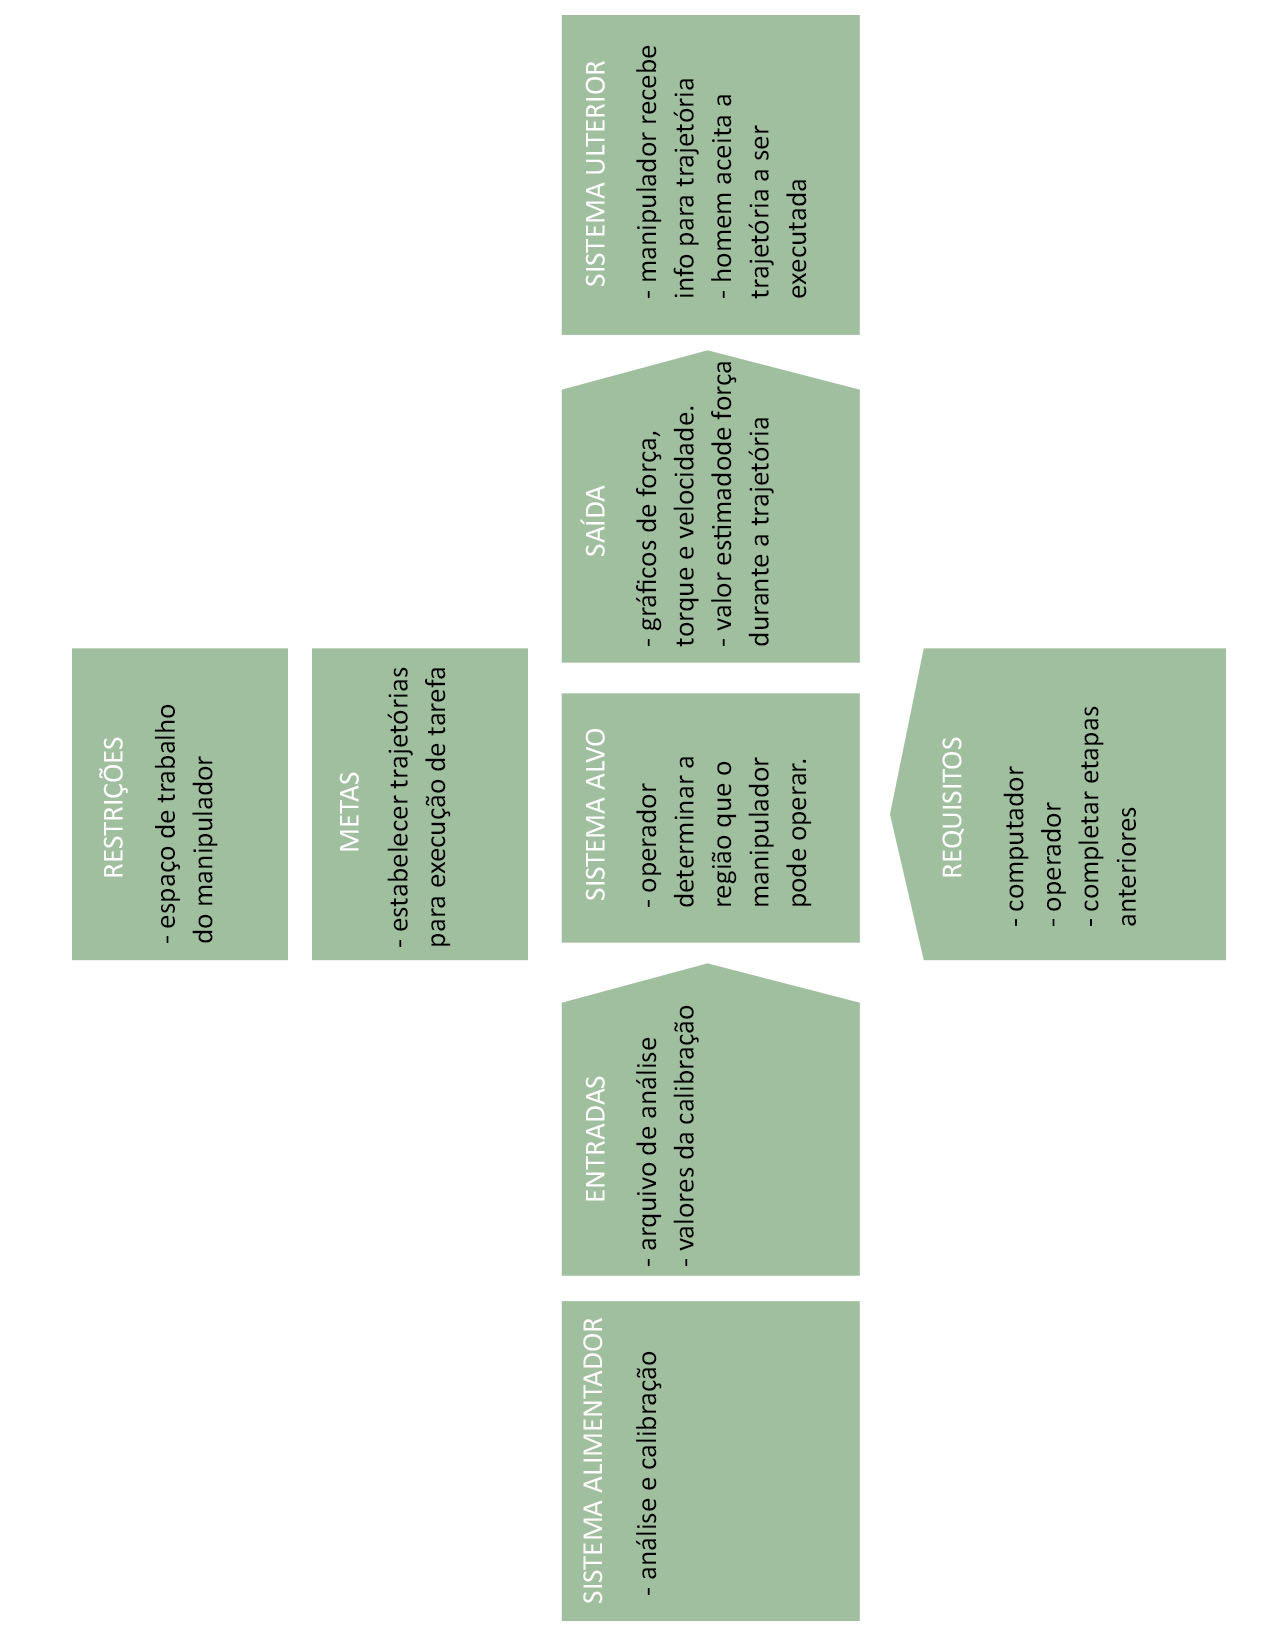 RESTRIÇÕES
- espaço de trabalho
do manipulador
METAS
- estabelecer trajetórias
para execução de tarefa
SISTEMA ALIMENTADOR
- análise e calibração
ENTRADAS
- arquivo de análise
- valores da calibração
SISTEMA ALVO
- operador
determinar a
região que o
manipulador
pode operar.
SAÍDA
- gráficos de força,
torque e velocidade.
- valor estimadode força
durante a trajetória
SISTEMA ULTERIOR
- manipulador recebe
info para trajetória
- homem aceita a
trajetória a ser
executada
REQUISITOS
- computador
- operador
- completar etapas
anteriores